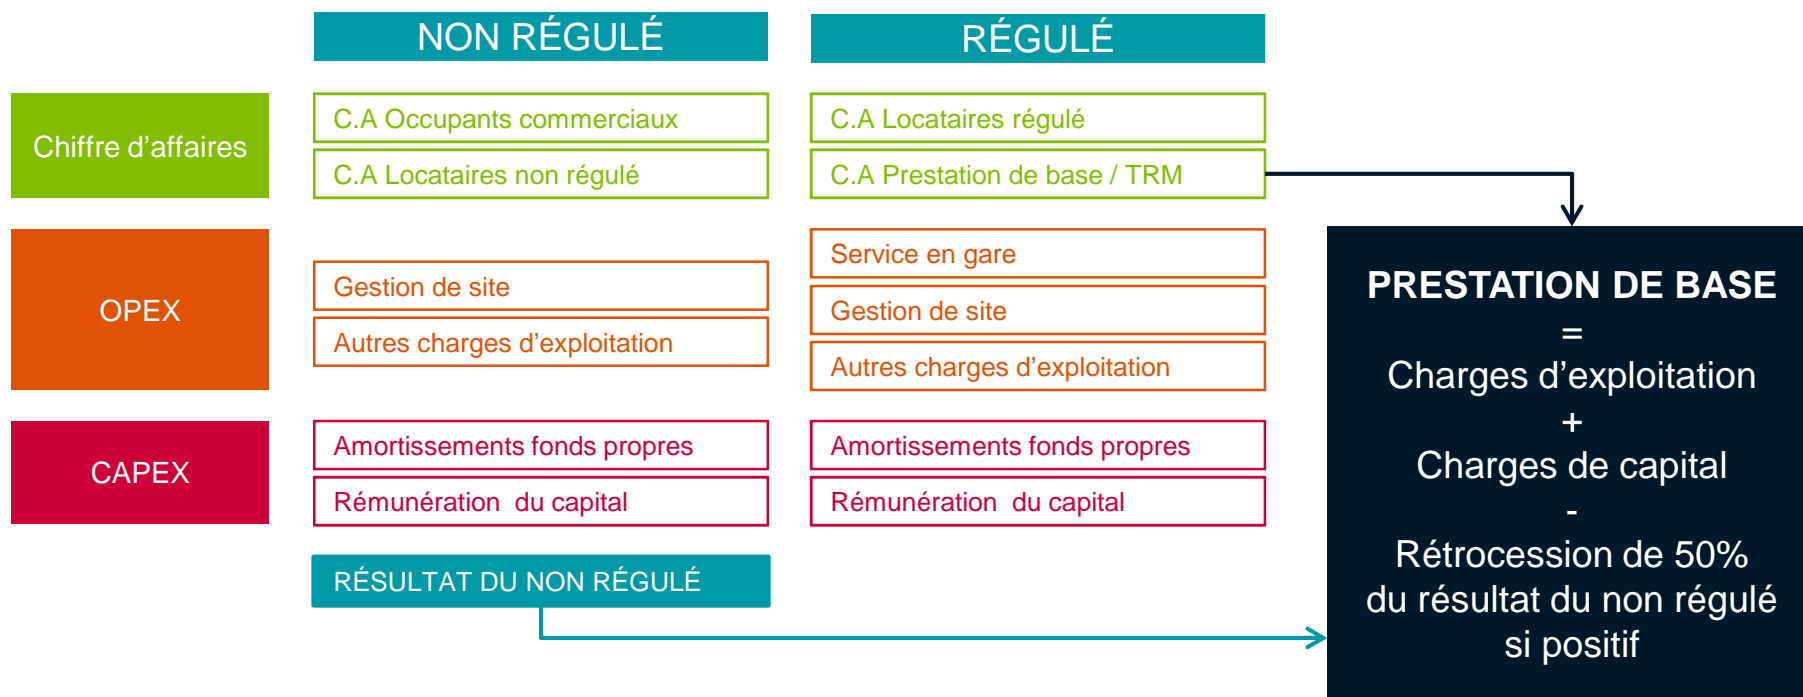 NON RÉGULÉ
RÉGULÉ
Chiffre d’affaires
C.A Occupants commerciaux
C.A Locataires non régulé
C.A Locataires régulé
C.A Prestation de base / TRM
OPEX
Gestion de site
Autres charges d’exploitation
Service en gare
Gestion de site
Autres charges d’exploitation
CAPEX
Amortissements fonds propres
Rémunération du capital
Amortissements fonds propres
Rémunération du capital
RÉSULTAT DU NON RÉGULÉ
PRESTATION DE BASE
=
Charges d’exploitation
+
Charges de capital
-
Rétrocession de 50%
du résultat du non régulé
si positif